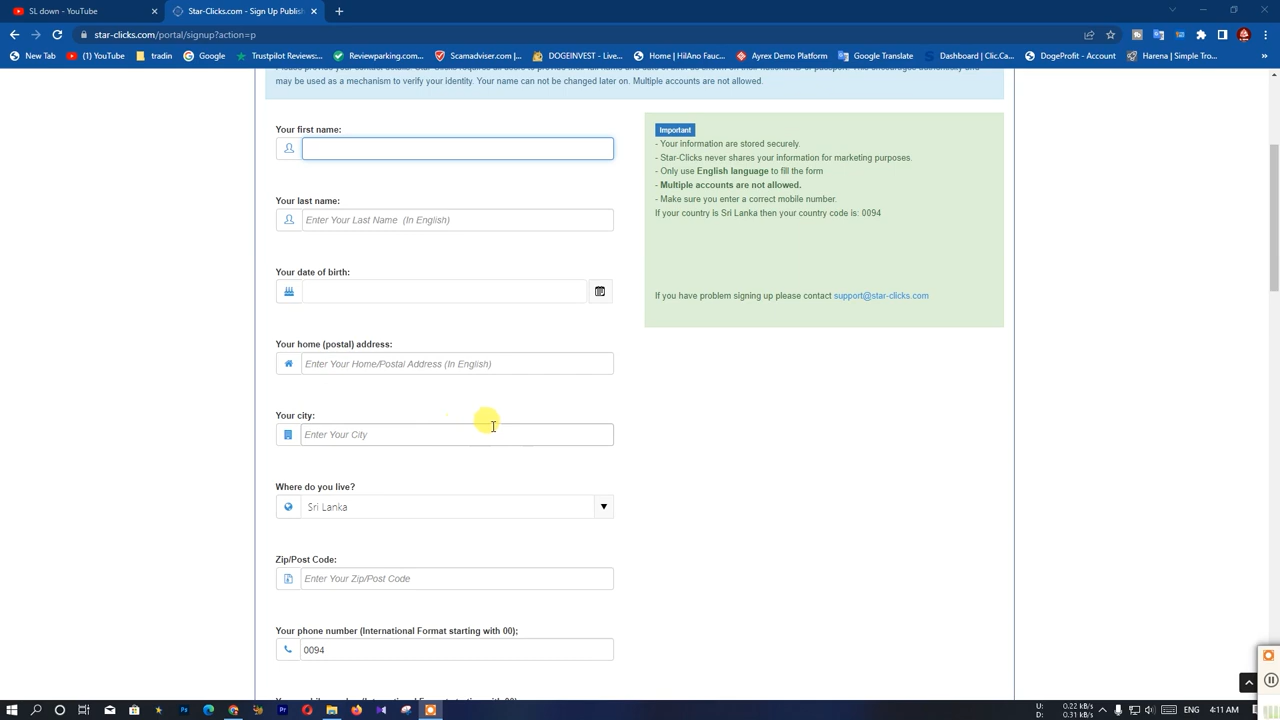 SL down - YouTube
Star-Clicks.com - Sign Up Publish
star-clicks.com/portal/signup?action=p
New Tab
(1) YouTube
tradin
Google
Trustpilot Reviews:...
Reviewparking.com...
Scamadviser.com |...
DOGEINVEST - Live...
Home | HilAno Fauc...
Ayrex Demo Platform
Google Translate
Dashboard | Clic.Ca...
DogeProfit - Account
Harena | Simple Tro...
may be used as a mechanism to verify your identity. Your name can not be changed later on. Multiple accounts are not allowed.
Your first name:
Your last name:
Enter Your Last Name (In English)
Your date of birth:
Your home (postal) address:
Enter Your Home/Postal Address (In English)
Your city:
Enter Your City
Where do you live?
Sri Lanka
Zip/Post Code:
Enter Your Zip/Post Code
Your phone number (International Format starting with 00):
0094
Important
- Your information are stored securely.
- Star-Clicks never shares your information for marketing purposes.
- Only use English language to fill the form
- Multiple accounts are not allowed.
- Make sure you enter a correct mobile number.
If your country is Sri Lanka then your country code is: 0094
If you have problem signing up please contact support@star-clicks.com
U: 0.22 kB/s
D: 0.31 kB/s
ENG
4:11 AM